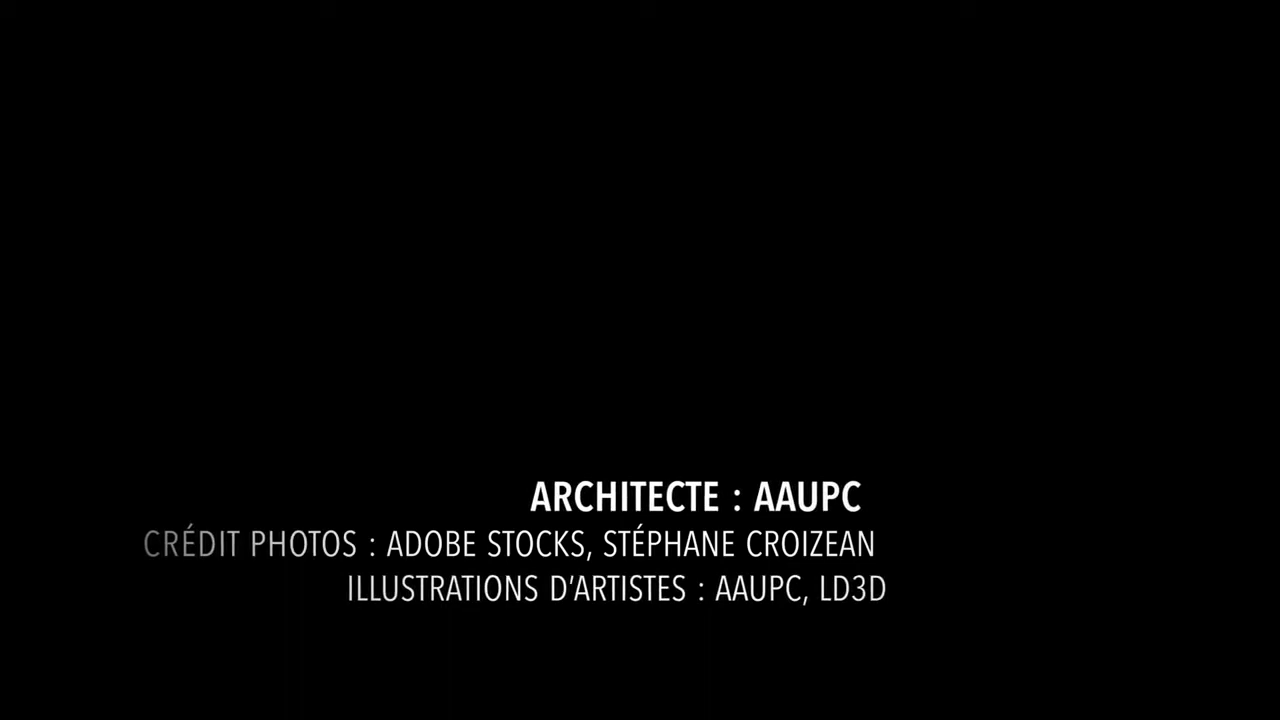 ARCHITECTE : AAUPC
CRÉDIT PHOTOS : ADOBE STOCKS, STÉPHANE CROIZEAN
ILLUSTRATIONS D’ARTISTES : AAUPC, LD3D